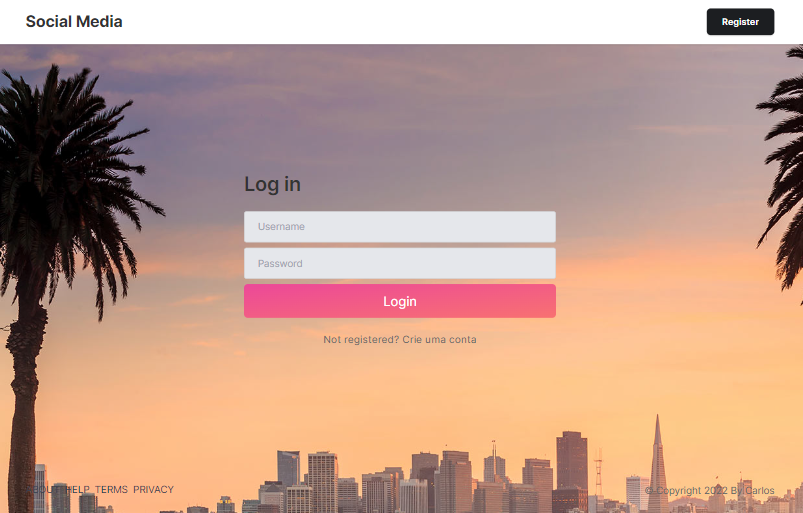 Social Media
Register
Log in
Username
Password
Login
Not registered? Crie uma conta
ABOUT HELP TERMS PRIVACY
© Copyright 2022 By Carlos